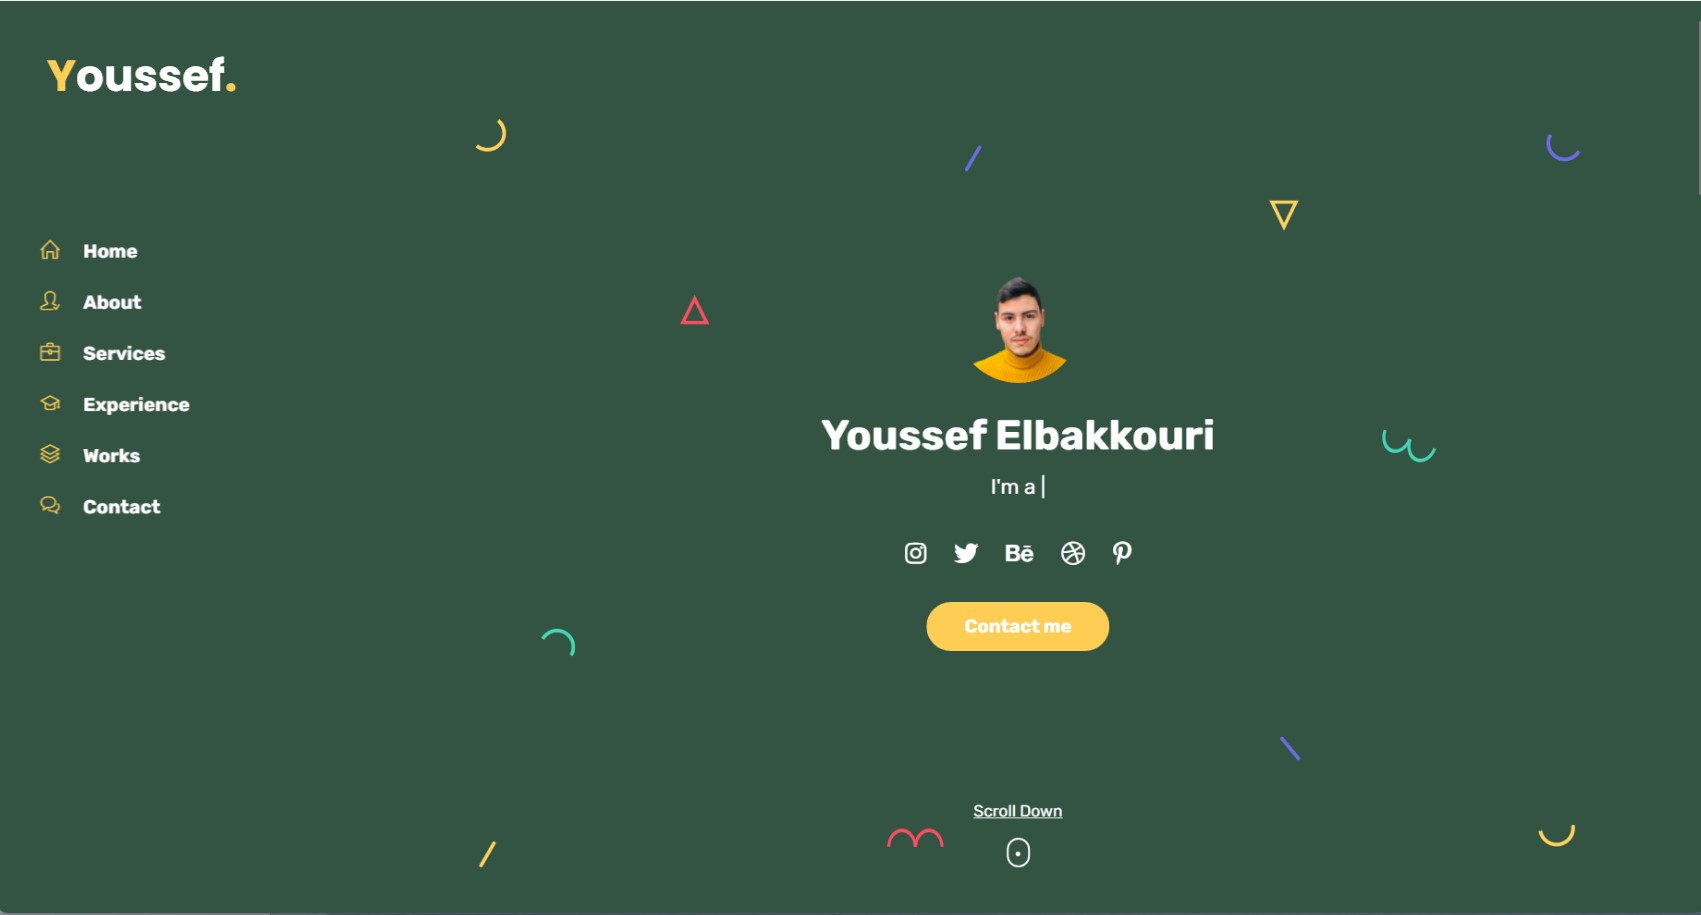 Youssef.
Home
About
Services
Experience
Works
Contact
Youssef Elbakkouri
I'm a |
Bē
Contact me
Scroll Down